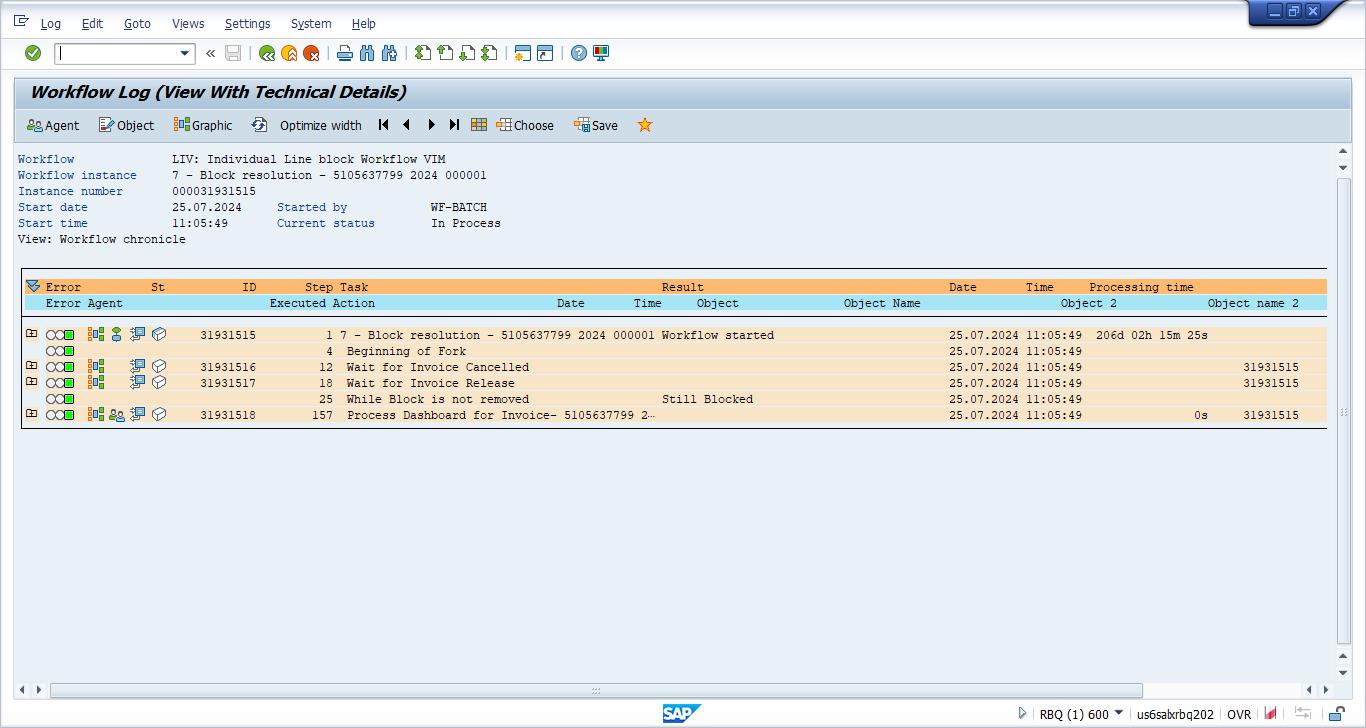 Log Edit Goto Views Settings System Help
Workflow Log (View With Technical Details)
Agent Object Graphic Optimize width Choose Save
Workflow LIV: Individual Line block Workflow VIM
Workflow instance 7 - Block resolution - 5105637799 2024 000001
Instance number 000031931515
Start date 25.07.2024 Started by WF-BATCH
Start time 11:05:49 Current status In Process
View: Workflow chronicle
Error St ID Step Task Result Date Time Processing time
Error Agent Executed Action Date Time Object Object Name Object 2 Object name 2
31931515 1 7 - Block resolution - 5105637799 2024 000001 Workflow started 25.07.2024 11:05:49 206d 02h 15m 25s
4 Beginning of Fork 25.07.2024 11:05:49
31931516 12 Wait for Invoice Cancelled 25.07.2024 11:05:49 31931515
31931517 18 Wait for Invoice Release 25.07.2024 11:05:49 31931515
25 While Block is not removed Still Blocked 25.07.2024 11:05:49
31931518 157 Process Dashboard for Invoice- 5105637799 2… 25.07.2024 11:05:49 0s 31931515
SAP RBQ (1) 600 us6salxrbq202 OVR